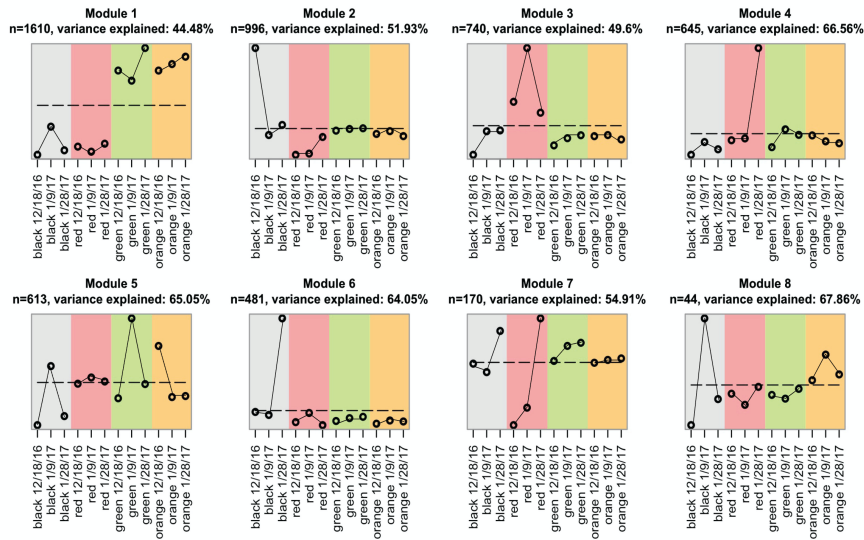 Module 1
n=1610, variance explained: 44.48%
Module 2
n=996, variance explained: 51.93%
Module 3
n=740, variance explained: 49.6%
Module 4
n=645, variance explained: 66.56%
black 12/18/16
black 1/9/17
black 1/28/17
red 12/18/16
red 1/9/17
red 1/28/17
green 12/18/16
green 1/9/17
green 1/28/17
orange 12/18/16
orange 1/9/17
orange 1/28/17
black 12/18/16
black 1/9/17
black 1/28/17
red 12/18/16
red 1/9/17
red 1/28/17
green 12/18/16
green 1/9/17
green 1/28/17
orange 12/18/16
orange 1/9/17
orange 1/28/17
black 12/18/16
black 1/9/17
black 1/28/17
red 12/18/16
red 1/9/17
red 1/28/17
green 12/18/16
green 1/9/17
green 1/28/17
orange 12/18/16
orange 1/9/17
orange 1/28/17
black 12/18/16
black 1/9/17
black 1/28/17
red 12/18/16
red 1/9/17
red 1/28/17
green 12/18/16
green 1/9/17
green 1/28/17
orange 12/18/16
orange 1/9/17
orange 1/28/17
Module 5
n=613, variance explained: 65.05%
Module 6
n=481, variance explained: 64.05%
Module 7
n=170, variance explained: 54.91%
Module 8
n=44, variance explained: 67.86%
black 12/18/16
black 1/9/17
black 1/28/17
red 12/18/16
red 1/9/17
red 1/28/17
green 12/18/16
green 1/9/17
green 1/28/17
orange 12/18/16
orange 1/9/17
orange 1/28/17
black 12/18/16
black 1/9/17
black 1/28/17
red 12/18/16
red 1/9/17
red 1/28/17
green 12/18/16
green 1/9/17
green 1/28/17
orange 12/18/16
orange 1/9/17
orange 1/28/17
black 12/18/16
black 1/9/17
black 1/28/17
red 12/18/16
red 1/9/17
red 1/28/17
green 12/18/16
green 1/9/17
green 1/28/17
orange 12/18/16
orange 1/9/17
orange 1/28/17
black 12/18/16
black 1/9/17
black 1/28/17
red 12/18/16
red 1/9/17
red 1/28/17
green 12/18/16
green 1/9/17
green 1/28/17
orange 12/18/16
orange 1/9/17
orange 1/28/17